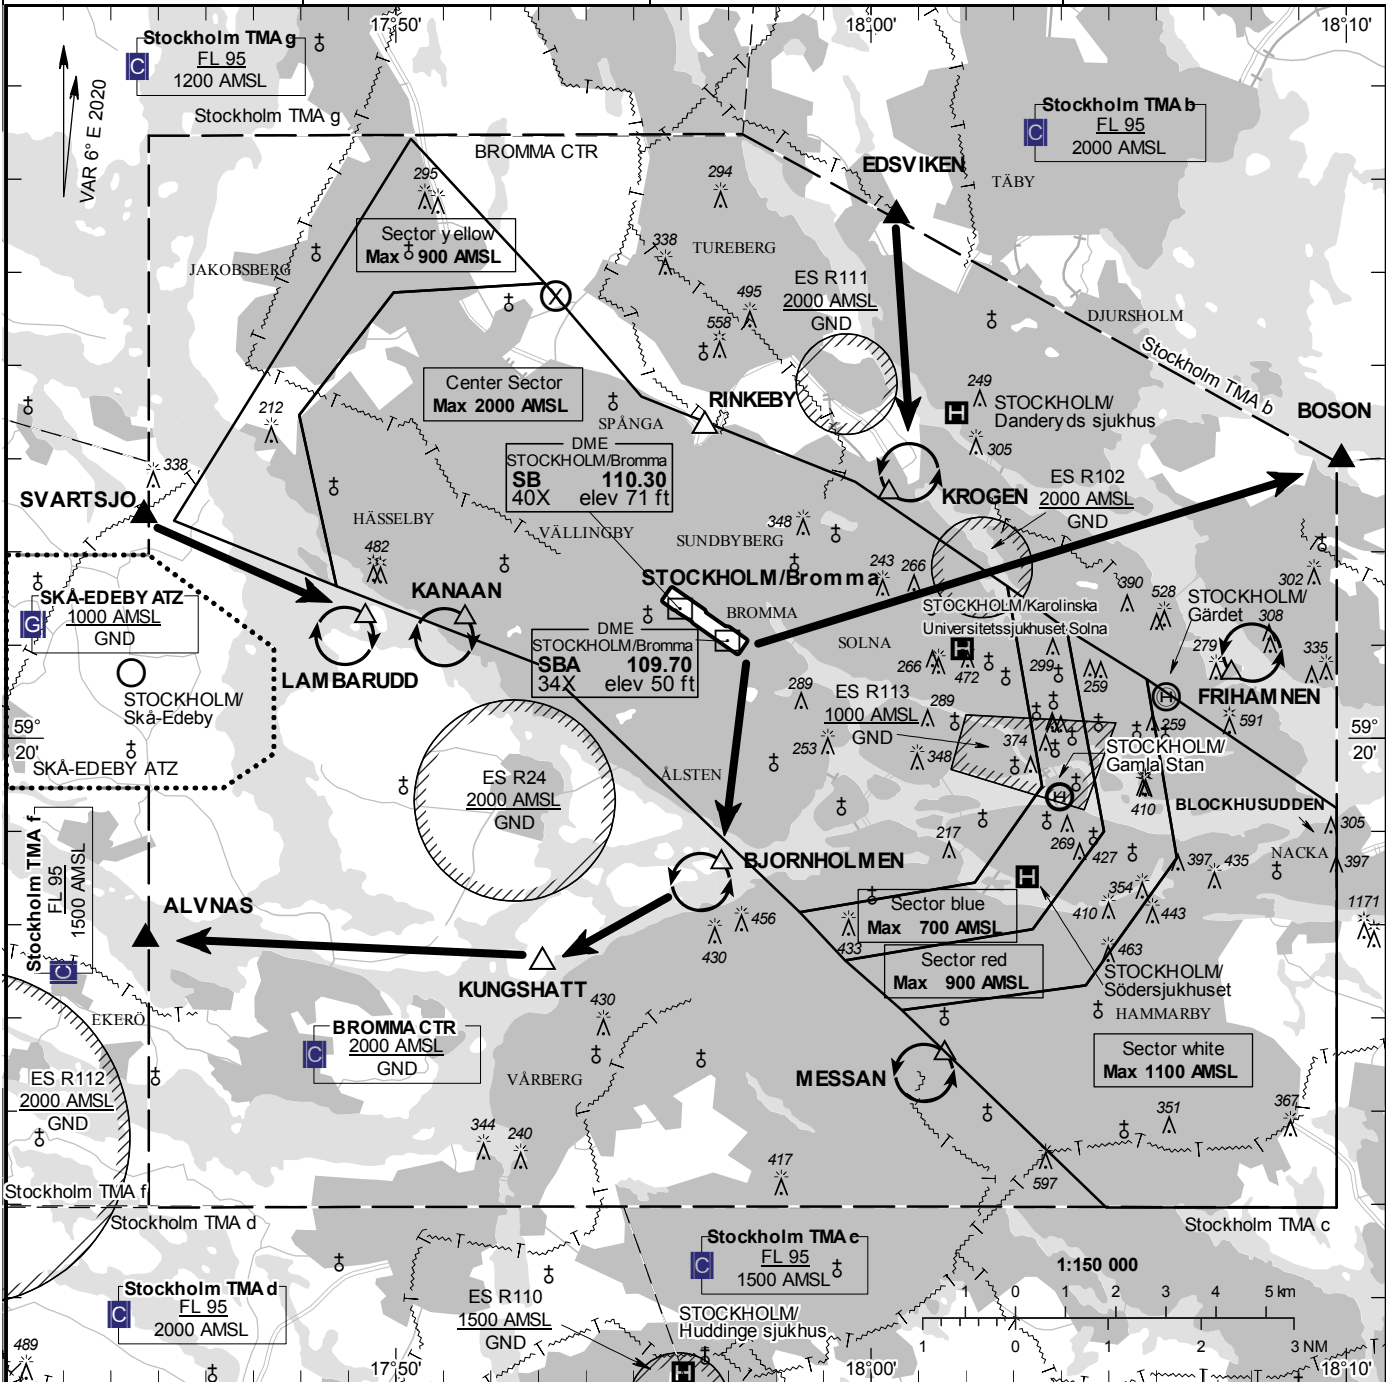 17°50'
18°00'
18°10'
Stockholm TMA g
C
FL 95
1200 AMSL
VAR 6° E 2020
Stockholm TMA g
BROMMA CTR
Stockholm TMA b
C
FL 95
2000 AMSL
EDSVIKEN
TÄBY
295
294
Sector yellow
Max 900 AMSL
338
TUREBERG
JAKOBSBERG
ES R111
2000 AMSL
GND
495
558
X
DJURSHOLM
Stockholm TMA b
Center Sector
Max 2000 AMSL
RINKEBY
249
H
STOCKHOLM/
Danderyds sjukhus
BOSON
212
SPÅNGA
305
DME
STOCKHOLM/Bromma
SB 110.30
40X elev 71 ft
338
ES R102
2000 AMSL
GND
SVARTSJO
KROGEN
HÄSSELBY
VÄLLINGBY
348
SUNDBYBERG
482
243
266
KANAAN
STOCKHOLM/Bromma
390
528
302
SKÅ-EDEBY ATZ
G
1000 AMSL
GND
STOCKHOLM/
Gärdet
308
BROMMA
STOCKHOLM/Karolinska
Universitetssjukhuset Solna
H
DME
STOCKHOLM/Bromma
SBA 109.70
34X elev 50 ft
SOLNA
279
335
266
472
299
259
LAMBARUDD
STOCKHOLM/
Skå-Edeby
289
ES R113
1000 AMSL
GND
289
H
FRIHAMNEN
259
591
59°
20'
59°
20'
253
348
374
STOCKHOLM/
Gamla Stan
SKÅ-EDEBY ATZ
ÅLSTEN
ES R24
2000 AMSL
GND
H
410
BLOCKHUSUDDEN
305
Stockholm TMA f
FL 95
1500 AMSL
C
217
269
427
NACKA
BJORNHOLMEN
397
435
397
H
354
ALVNAS
Sector blue
Max 700 AMSL
410
443
1171
456
430
433
Sector red
Max 900 AMSL
463
STOCKHOLM/
Södersjukhuset
KUNGSHATT
430
EKERÖ
HAMMARBY
BROMMA CTR
C
2000 AMSL
GND
Sector white
Max 1100 AMSL
ES R112
2000 AMSL
GND
VÅRBERG
MESSAN
351
367
344
240
417
597
Stockholm TMA f
Stockholm TMA d
Stockholm TMA c
Stockholm TMA c
C
FL 95
1500 AMSL
1:150 000
Stockholm TMA d
C
FL 95
2000 AMSL
ES R110
1500 AMSL
GND
1 0 1 2 3 4 5 km
STOCKHOLM/
Huddinge sjukhus
1 0 1 2 3 NM
489
H
17°50'
18°00'
18°10'